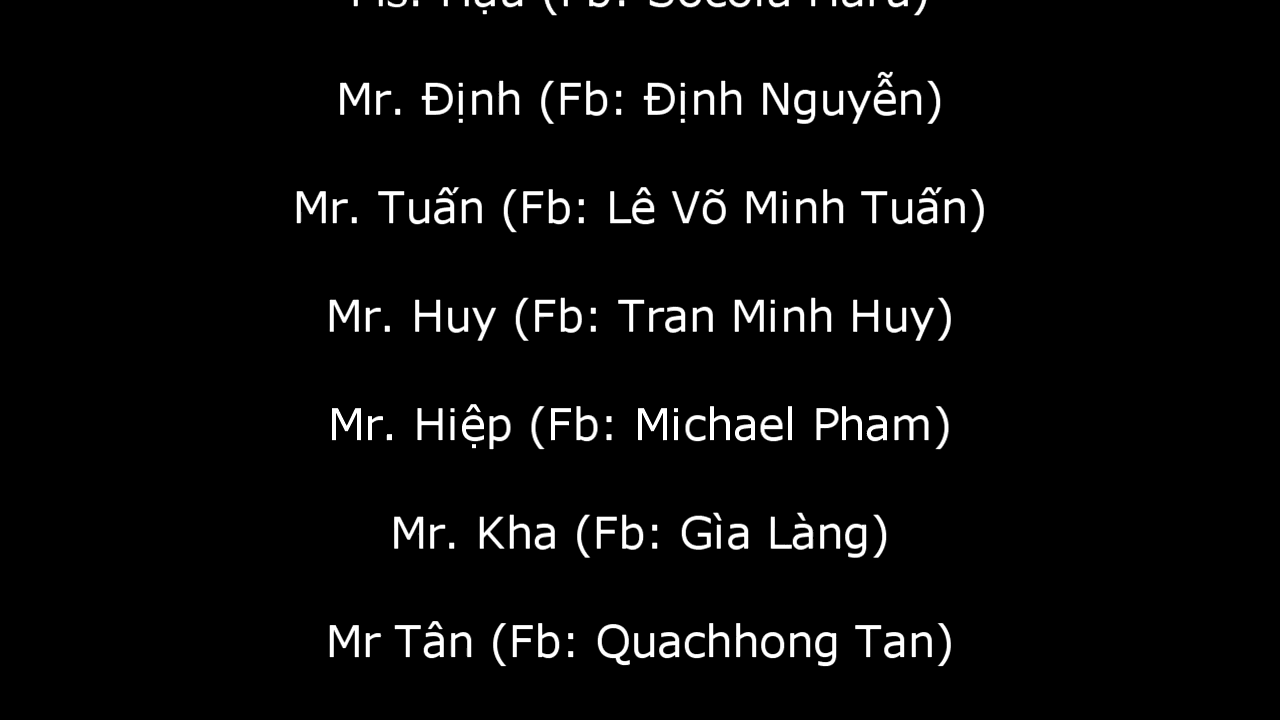 (Fb:
Mr. Định (Fb: Định Nguyễn)
Mr. Tuấn (Fb: Lê Võ Minh Tuấn)
Mr. Huy (Fb: Tran Minh Huy)
Mr. Hiệp (Fb: Michael Pham)
Mr. Kha (Fb: Gìa Làng)
Mr Tân (Fb: Quachhong Tan)